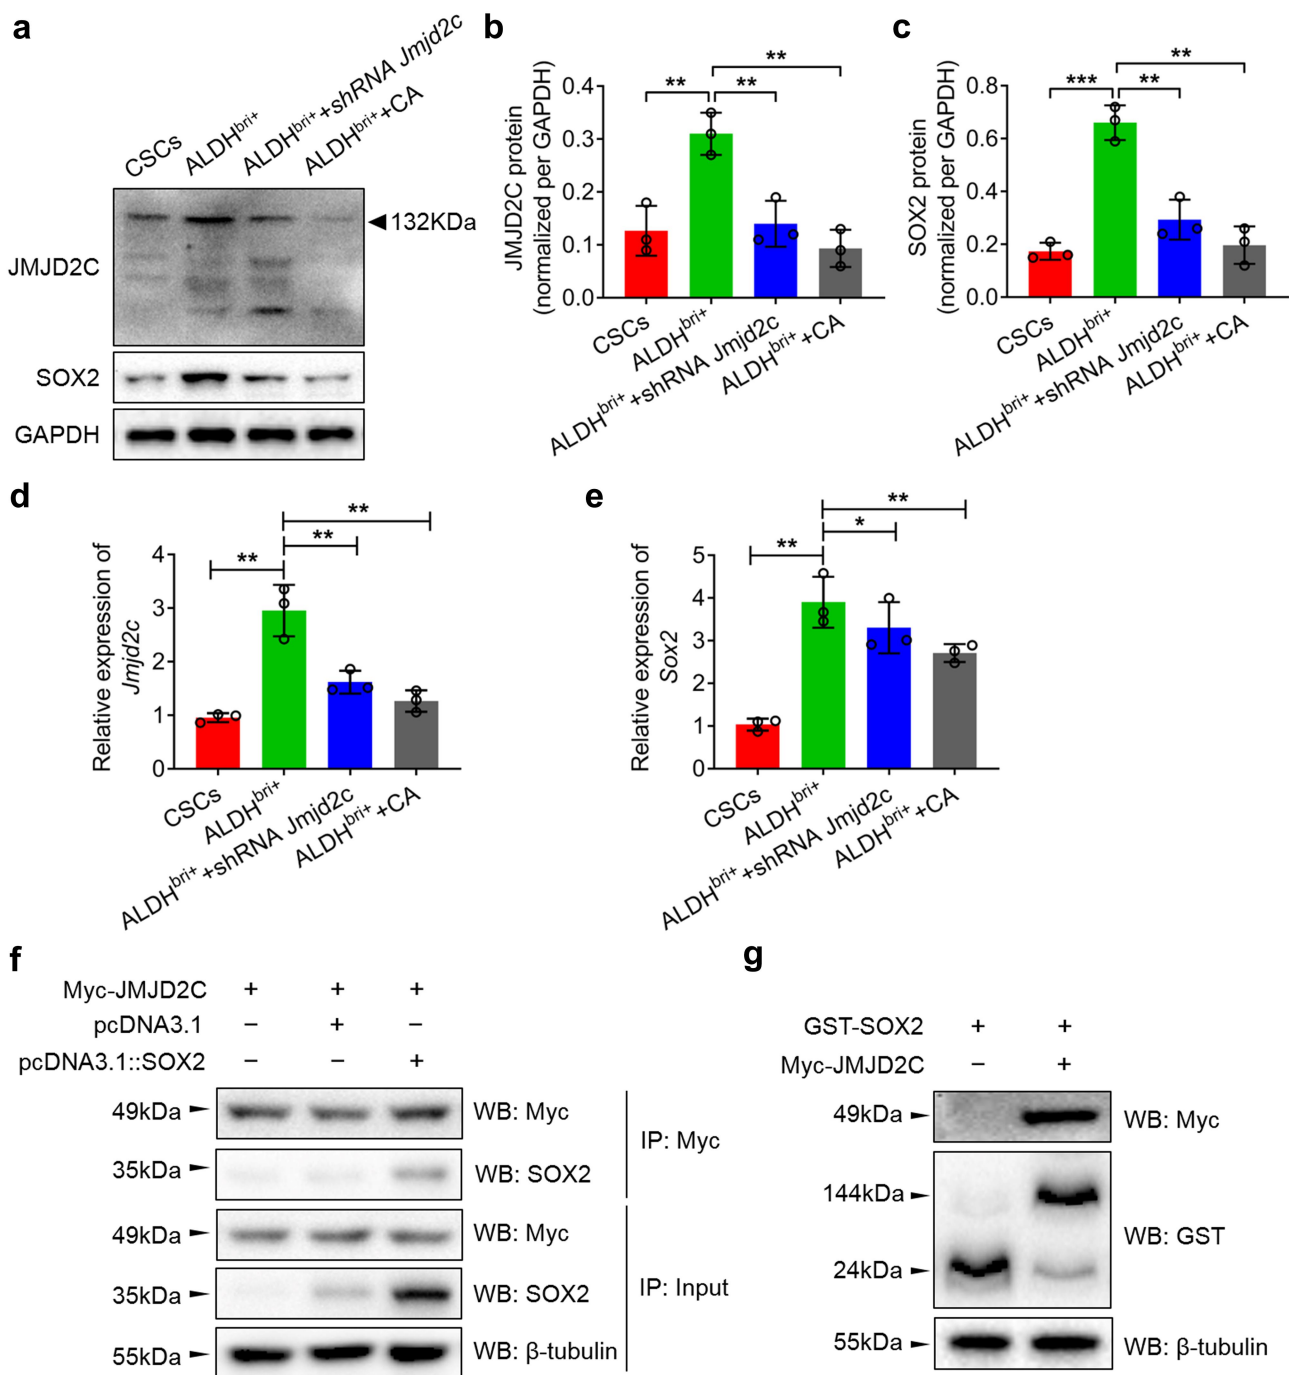 a
CSCs
ALDHbri+
ALDHbri++shRNA Jmjd2c
ALDHbri++CA
◄132KDa
JMJD2C
SOX2
GAPDH
b
JMJD2C protein
(normalized per GAPDH)
0.4
0.3
0.2
0.1
0.0
**
**
**
CSCs
ALDHbri+
ALDHbri++shRNA Jmjd2c
ALDHbri++CA
c
SOX2 protein
(normalized per GAPDH)
0.8
0.6
0.4
0.2
0.0
**
***
**
CSCs
ALDHbri+
ALDHbri++shRNA Jmjd2c
ALDHbri++CA
d
Relative expression of
Jmjd2c
4
3
2
1
0
**
**
**
CSCs
ALDHbri+
ALDHbri++shRNA Jmjd2c
ALDHbri++CA
e
Relative expression of
Sox2
5
4
3
2
1
0
**
*
**
CSCs
ALDHbri+
ALDHbri++shRNA Jmjd2c
ALDHbri++CA
f
Myc-JMJD2C + + +
pcDNA3.1 − + −
pcDNA3.1::SOX2 − − +
49kDa WB: Myc
35kDa WB: SOX2
IP: Myc
49kDa WB: Myc
35kDa WB: SOX2
55kDa WB: β-tubulin
IP: Input
g
GST-SOX2 + +
Myc-JMJD2C − +
49kDa WB: Myc
144kDa
WB: GST
24kDa
55kDa WB: β-tubulin